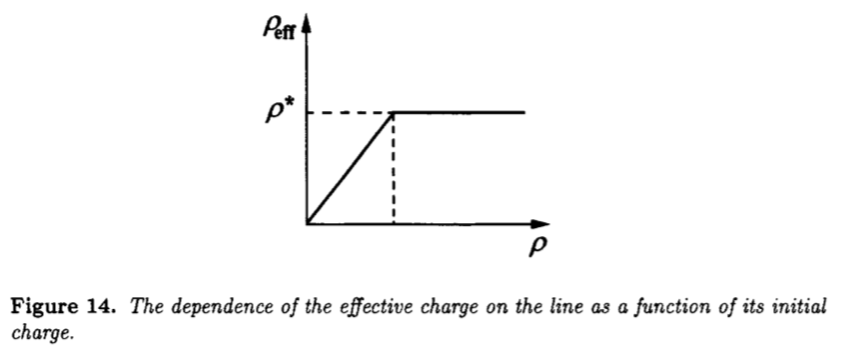 ρeff
ρ*
ρ
Figure 14. The dependence of the effective charge on the line as a function of its initial
charge.